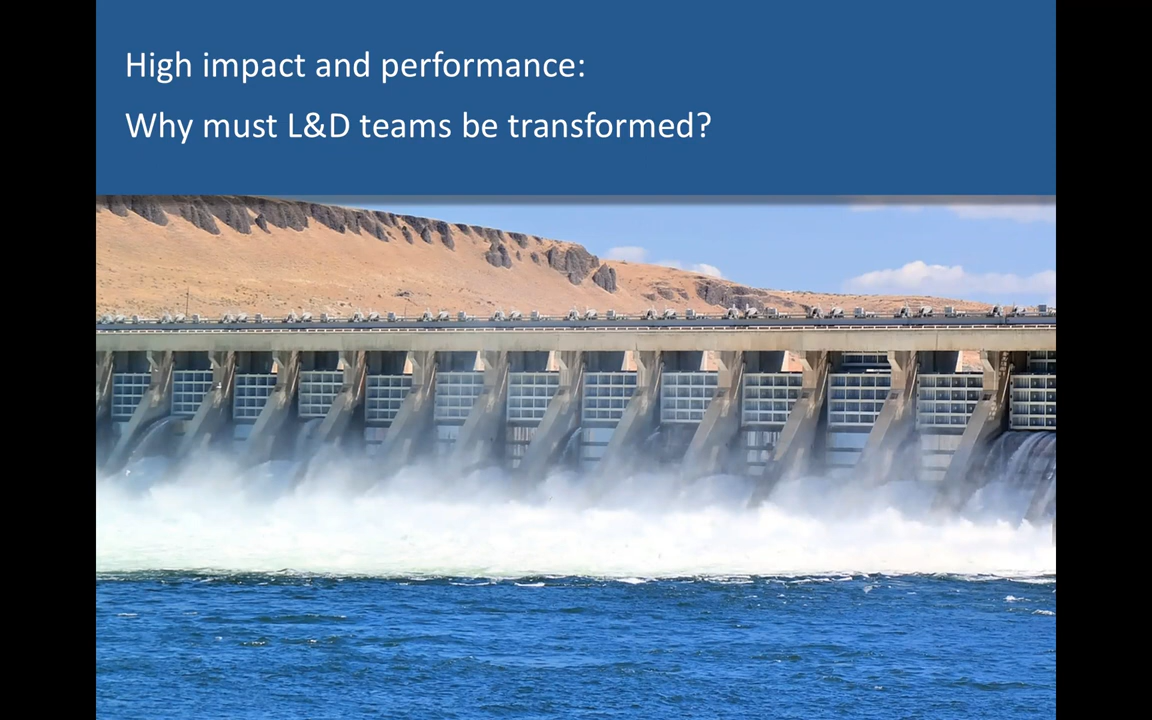 High impact and performance:
Why must L&D teams be transformed?